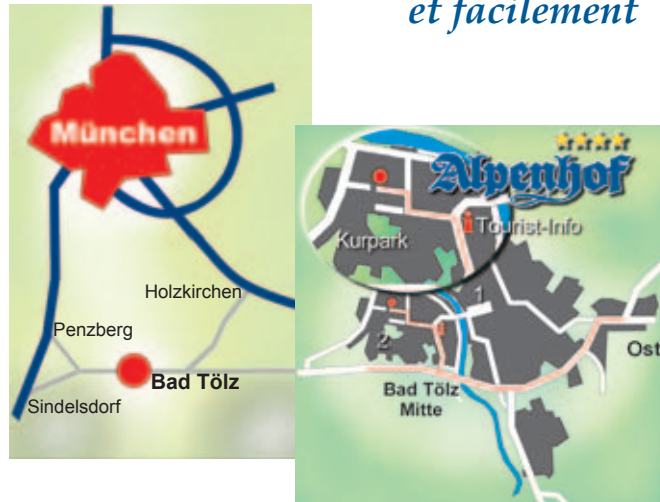 et facilement
München
Holzkirchen
Penzberg
Bad Tölz
Sindelsdorf
Alpenhof
Tourist-Info
Kurpark
1
2
Ost
Bad Tölz
Mitte